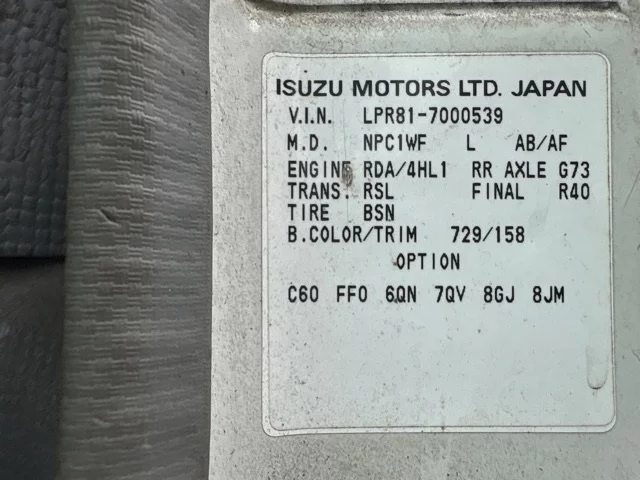 ISUZU MOTORS LTD. JAPAN
V.I.N. LPR81-7000539
M.D. NPC1WF L AB/AF
ENGINE RDA/4HL1 RR AXLE G73
TRANS. RSL FINAL R40
TIRE BSN
B.COLOR/TRIM 729/158
OPTION
C60 FF0 6QN 7QV 8GJ 8JM